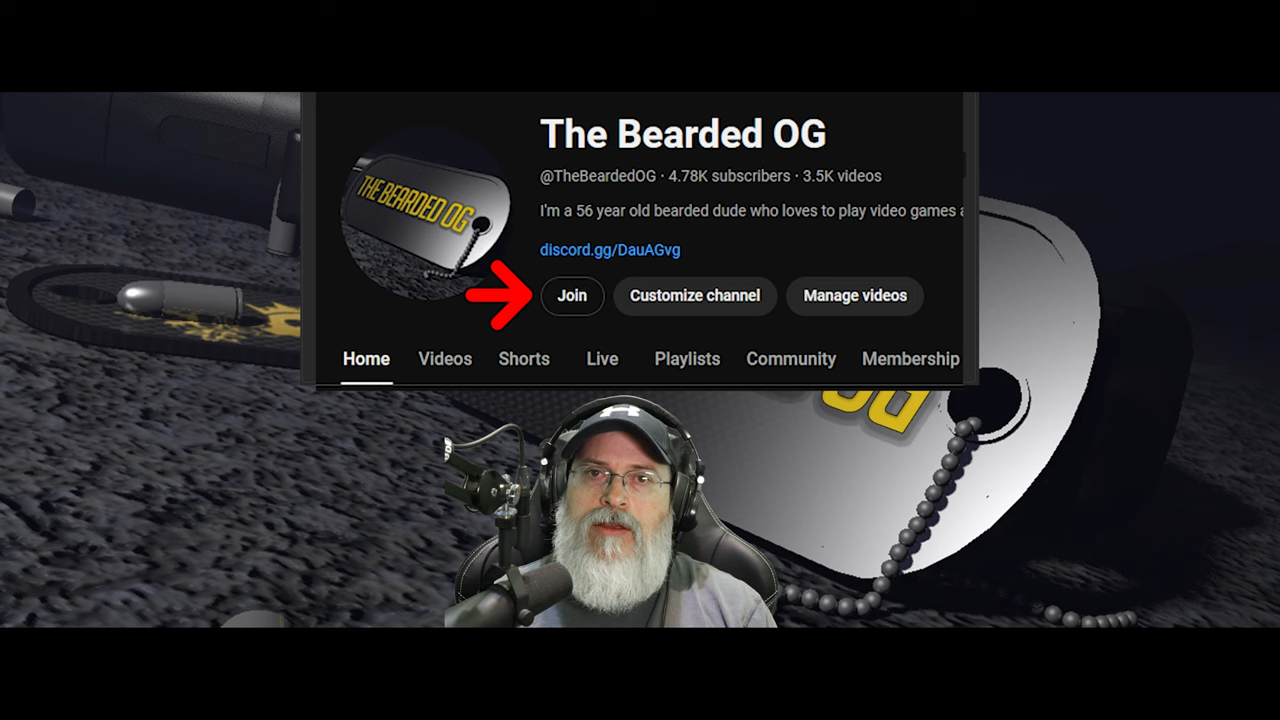 The Bearded OG
@TheBeardedOG · 4.78K subscribers · 3.5K videos
THE BEARDED OG
I'm a 56 year old bearded dude who loves to play video games a
discord.gg/DauAGvg
Join Customize channel Manage videos
Home Videos Shorts Live Playlists Community Membership
OG